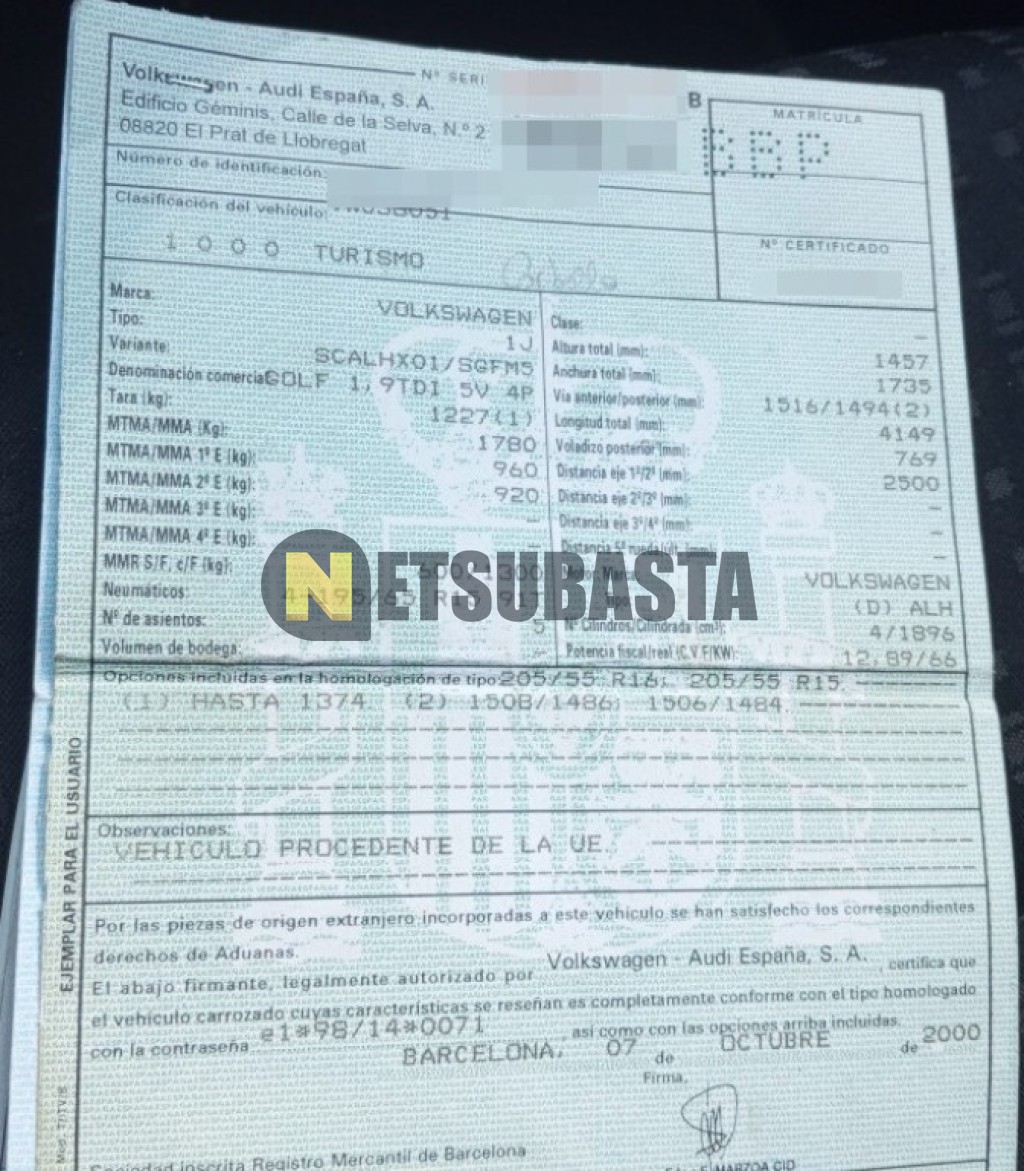 Nº SERI
Volkswagen - Audi España, S. A.
Edificio Géminis, Calle de la Selva, N.º 2
08820 El Prat de Llobregat
B
MATRÍCULA
BBP
Número de identificación:
Clasificación del vehículo:
1000 TURISMO
Nº CERTIFICADO
Marca: VOLKSWAGEN
Tipo: 1J
Variante: SCALHX01/SGFM5
Denominación comercial GOLF 1,9TDI 5V 4P
Tara (kg): 1227(1)
MTMA/MMA (Kg): 1780
MTMA/MMA 1º E (kg): 960
MTMA/MMA 2º E (kg): 920
MTMA/MMA 3º E (kg): -
MTMA/MMA 4º E (kg):
MMR S/F, c/F (kg):
Neumáticos:
Nº de asientos: 5
Volumen de bodega: -
Clase: -
Altura total (mm): 1457
Anchura total (mm): 1735
Vía anterior/posterior (mm): 1516/1494(2)
Longitud total (mm): 4149
Voladizo posterior (mm): 769
Distancia eje 1º/2º (mm) 2500
Distancia eje 2º/3º (mm): -
Distancia eje 3º/4º (mm): -
Distancia 5ª -
VOLKSWAGEN
(D) ALH
Nº Cilindros/Cilindrada (cm³): 4/1896
Potencia fiscal/real (C.V.F/KW): 12,89/66
NETSUBASTA
Opciones incluidas en la homologación de tipo: 205/55 R16; 205/55 R15.
(1) HASTA 1374. (2) 1508/1486; 1506/1484.
Observaciones:
VEHICULO PROCEDENTE DE LA UE.
EJEMPLAR PARA EL USUARIO
Por las piezas de origen extranjero incorporadas a este vehículo se han satisfecho los correspondientes
derechos de Aduanas.
El abajo firmante, legalmente autorizado por Volkswagen - Audi España, S. A. , certifica que
el vehículo carrozado cuyas características se reseñan es completamente conforme con el tipo homologado
con la contraseña e1*98/14*0071 , así como con las opciones arriba incluidas.
BARCELONA, 07 de OCTUBRE de 2000
Firma,
Sociedad inscrita Registro Mercantil de Barcelona
MARZOA CID